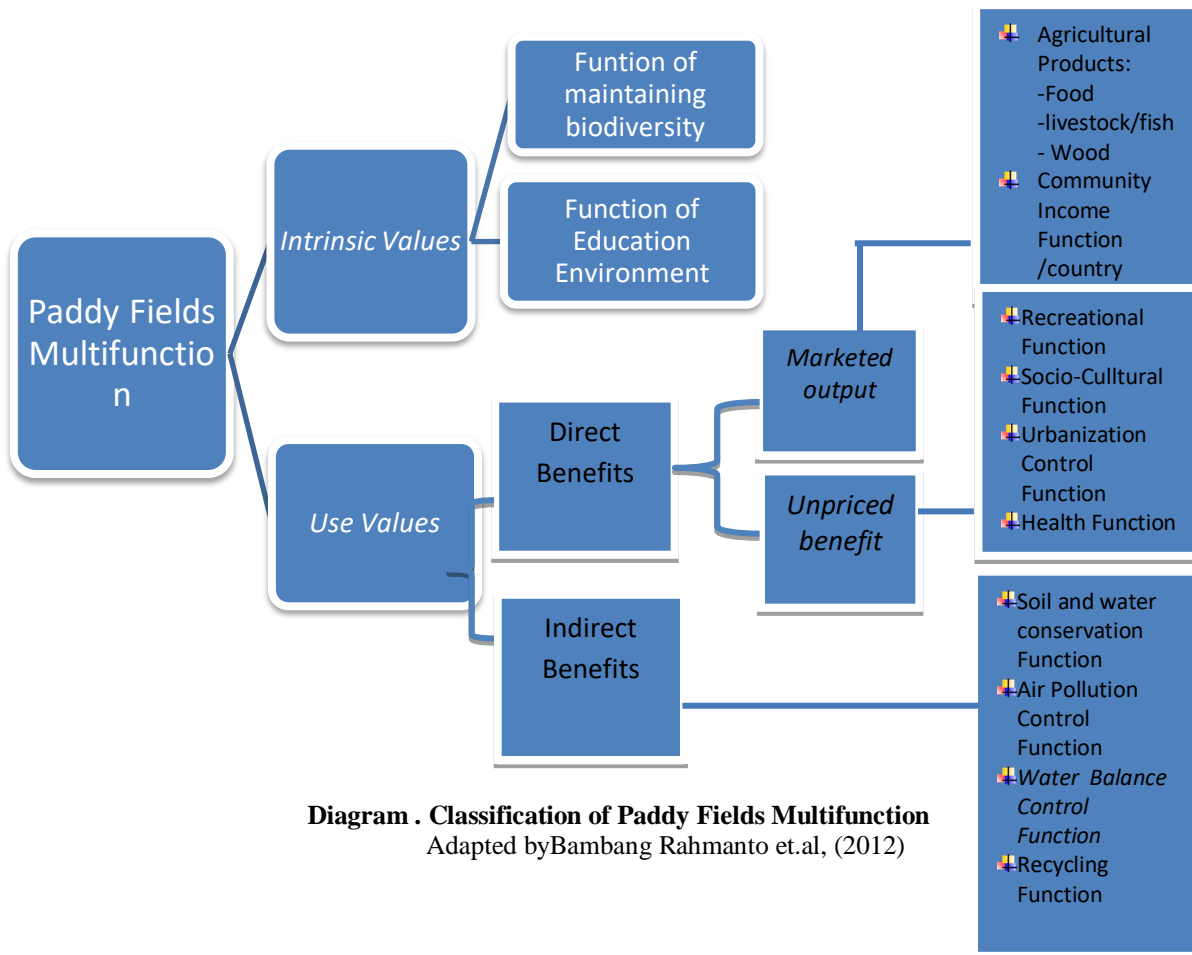 Paddy Fields
Multifunctio
n
Intrinsic Values
Funtion of
maintaining
biodiversity
Function of
Education
Environment
Use Values
Direct
Benefits
Marketed
output
Agricultural
Products:
-Food
-livestock/fish
- Wood
Community
Income
Function
/country
Unpriced
benefit
Recreational
Function
Socio-Culltural
Function
Urbanization
Control
Function
Health Function
Indirect
Benefits
Soil and water
conservation
Function
Air Pollution
Control
Function
Water Balance
Control
Function
Recycling
Function
Diagram . Classification of Paddy Fields Multifunction
Adapted byBambang Rahmanto et.al, (2012)